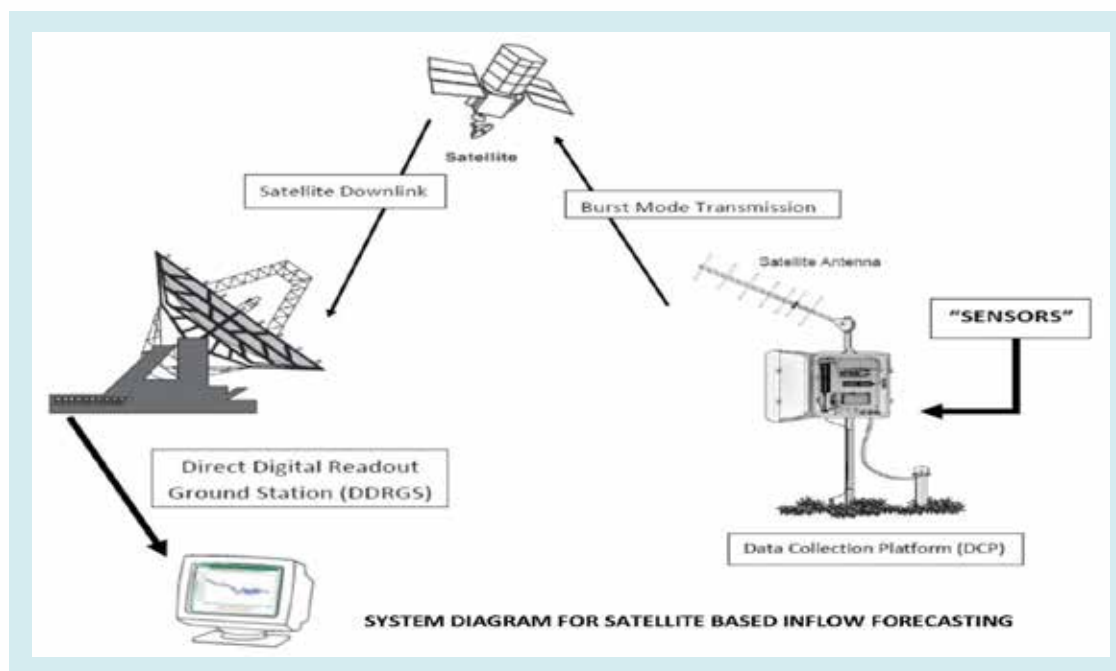 Satellite
Satellite Downlink
Burst Mode Transmission
Satellite Antenna
"SENSORS"
Direct Digital Readout
Ground Station (DDRGS)
Data Collection Platform (DCP)
SYSTEM DIAGRAM FOR SATELLITE BASED INFLOW FORECASTING